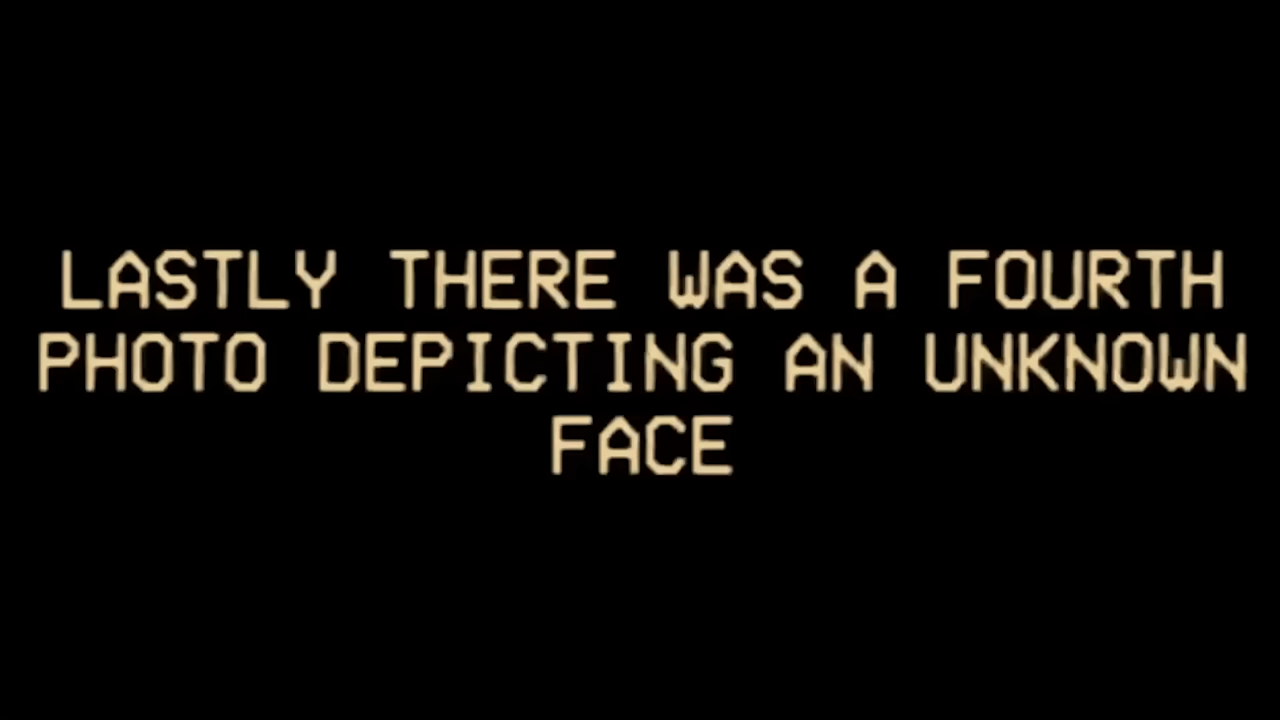 LASTLY THERE WAS A FOURTH
PHOTO DEPICTING AN UNKNOWN
FACE